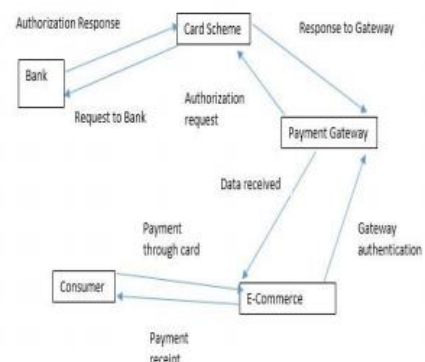 Authorization Response
Card Scheme
Response to Gateway
Bank
Request to Bank
Authorization
request
Payment Gateway
Data received
Payment
through card
Gateway
authentication
Consumer
E-Commerce
Payment
receipt